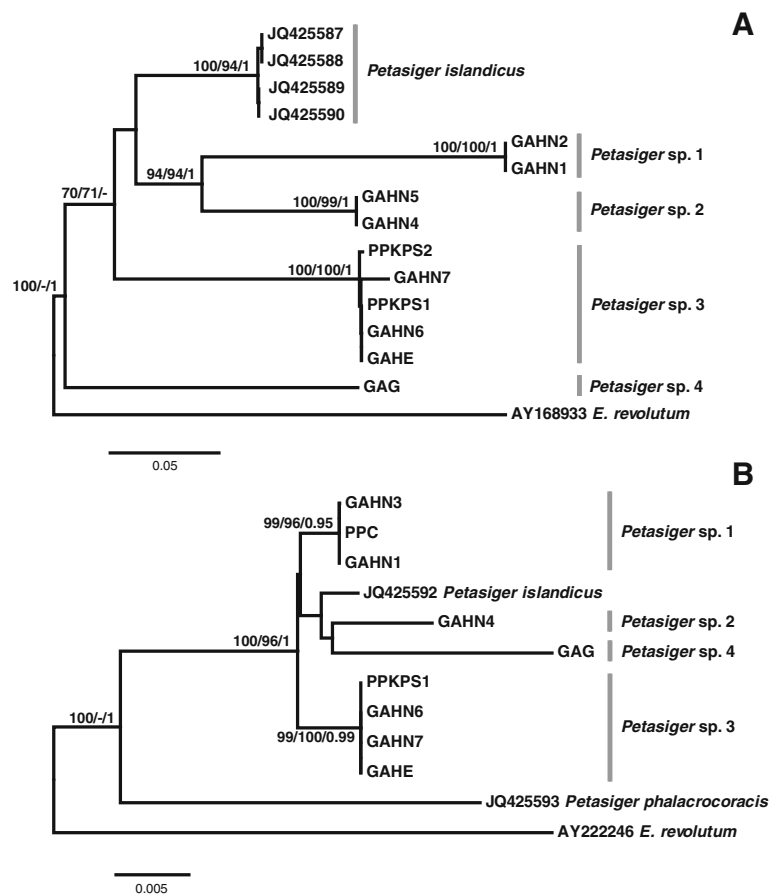 A
JQ425587
JQ425588
100/94/1
Petasiger islandicus
JQ425589
JQ425590
GAHN2
100/100/1
Petasiger sp. 1
GAHN1
94/94/1
GAHN5
100/99/1
Petasiger sp. 2
GAHN4
70/71/-
PPKPS2
100/100/1
GAHN7
100/-/1
PPKPS1
Petasiger sp. 3
GAHN6
GAHE
GAG
Petasiger sp. 4
AY168933 E. revolutum
0.05
B
GAHN3
99/96/0.95
PPC
Petasiger sp. 1
GAHN1
JQ425592 Petasiger islandicus
GAHN4
Petasiger sp. 2
100/96/1
GAG
Petasiger sp. 4
PPKPS1
GAHN6
100/-/1
Petasiger sp. 3
GAHN7
99/100/0.99
GAHE
JQ425593 Petasiger phalacrocoracis
AY222246 E. revolutum
0.005